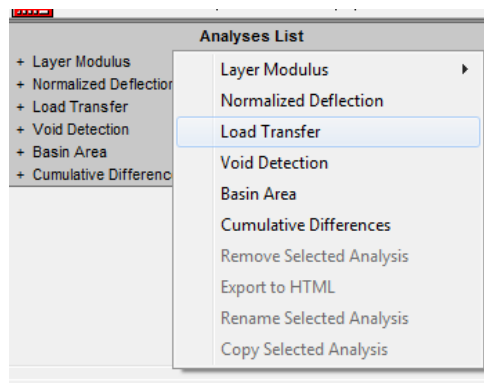 Analyses List
+ Layer Modulus
+ Normalized Deflection
+ Load Transfer
+ Void Detection
+ Basin Area
+ Cumulative Differenc
Layer Modulus
Normalized Deflection
Load Transfer
Void Detection
Basin Area
Cumulative Differences
Remove Selected Analysis
Export to HTML
Rename Selected Analysis
Copy Selected Analysis